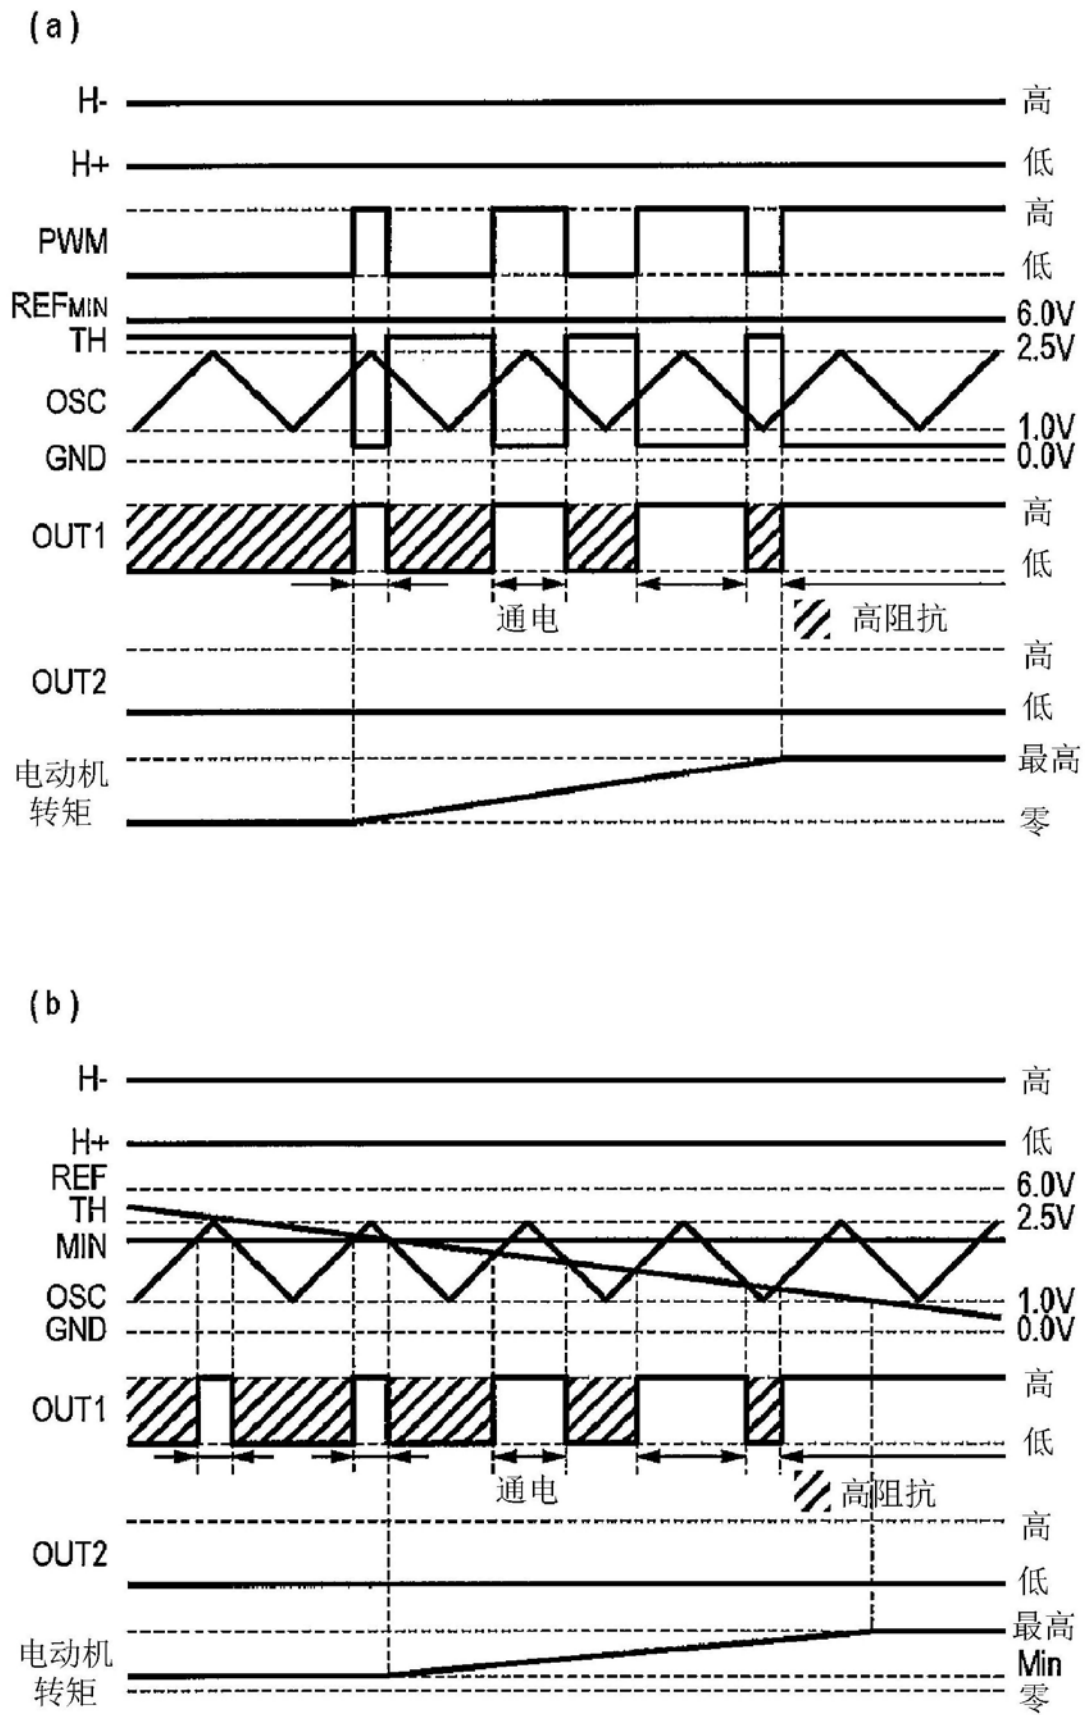 (a)
H- 高
H+ 低
高
PWM
低
REFMIN 6.0V
TH 2.5V
OSC
1.0V
GND 0.0V
高
OUT1
低
通电 高阻抗
高
OUT2
低
电动机 最高
转矩 零
(b)
H- 高
H+ 低
REF 6.0V
TH 2.5V
MIN
OSC 1.0V
GND 0.0V
高
OUT1
低
通电 高阻抗
高
OUT2
低
最高
电动机 Min
转矩 零